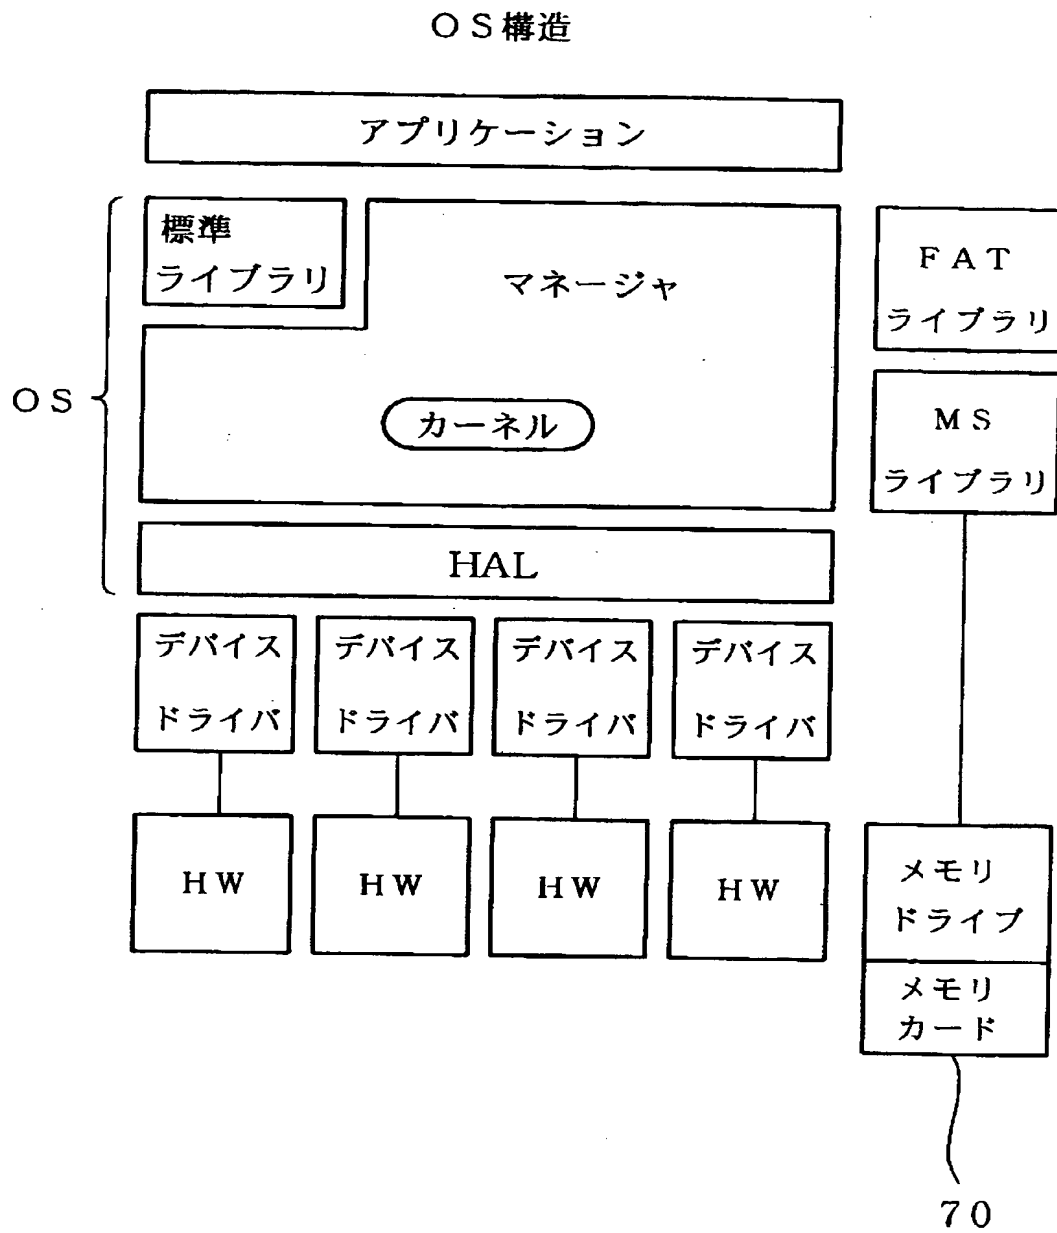 ＯＳ構造
アプリケーション
標準
ライブラリ
マネージャ
カーネル
ＯＳ
ＦＡＴ
ライブラリ
ＭＳ
ライブラリ
HAL
デバイス
ドライバ
デバイス
ドライバ
デバイス
ドライバ
デバイス
ドライバ
ＨＷ
ＨＷ
ＨＷ
ＨＷ
メモリ
ドライブ
メモリ
カード
７０